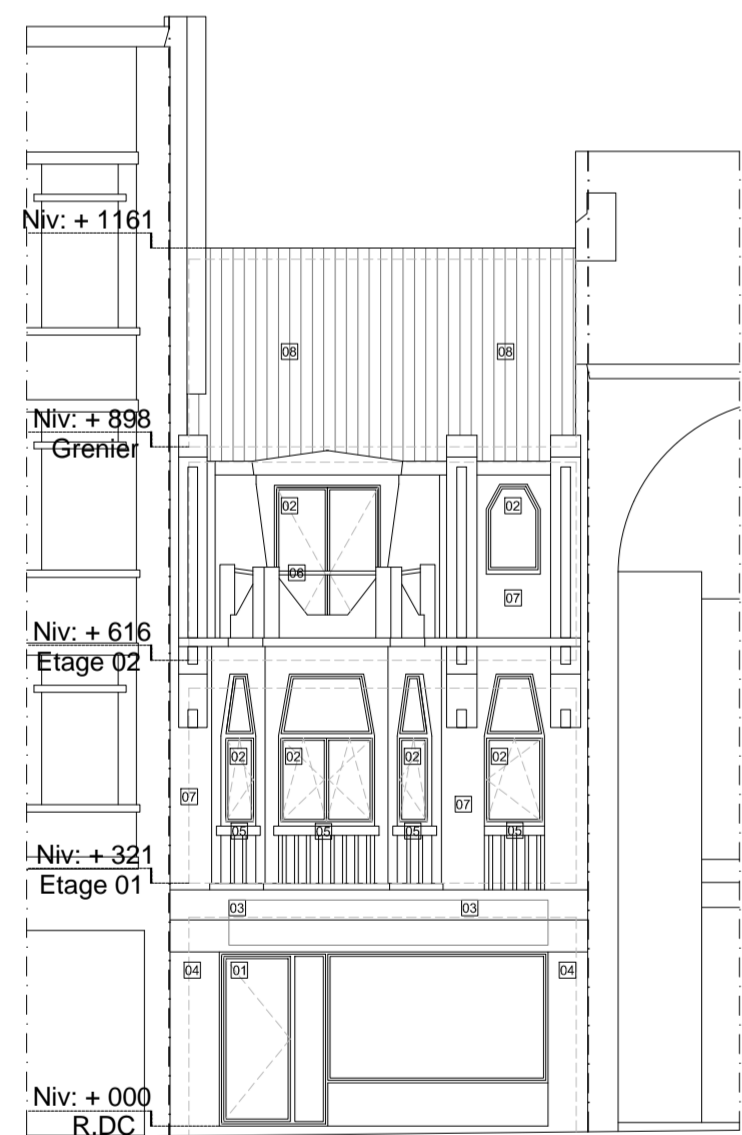 Niv: + 1161
08 08
Niv: + 898
Grenier
02 02
06
07
Niv: + 616
Etage 02
02 02 02 02
07 07
05 05 05 05
Niv: + 321
Etage 01
03 03
04 01 04
Niv: + 000
R.DC